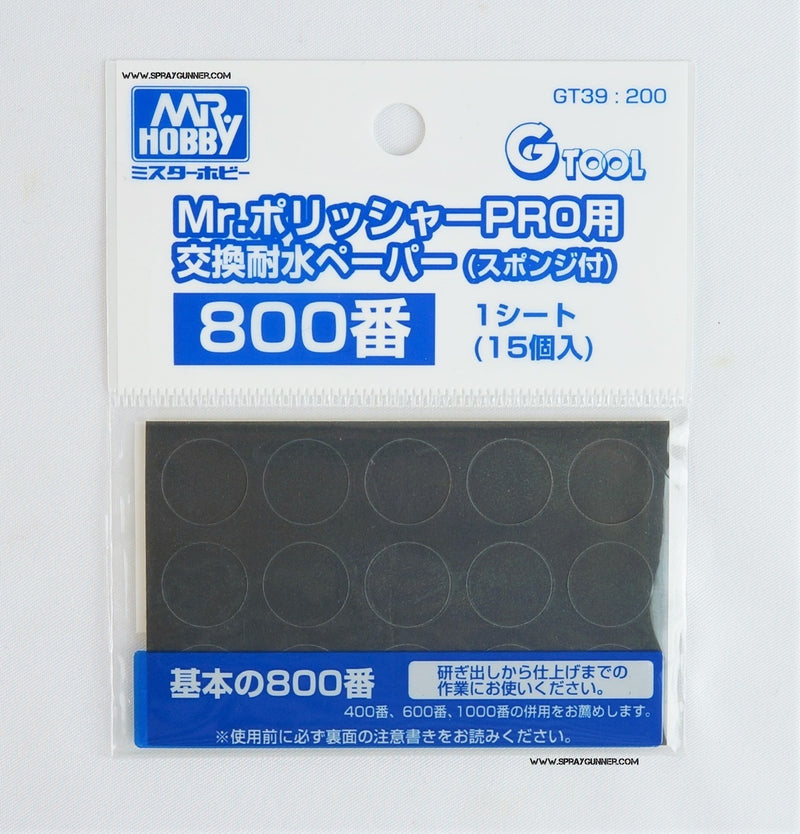 WWW.SPRAYGUNNER.COM
GT39 : 200
MR.
HOBBY
ミスターホビー
G TOOL
Mr.ポリッシャーPRO用
交換耐水ペーパー (スポンジ付)
800番
1シート
(15個入)
基本の800番
研ぎ出しから仕上げまでの
作業にお使いください。
400番、600番、1000番の併用をお薦めします。
※使用前に必ず裏面の注意書きをお読みください。
WWW.SPRAYGUNNER.COM